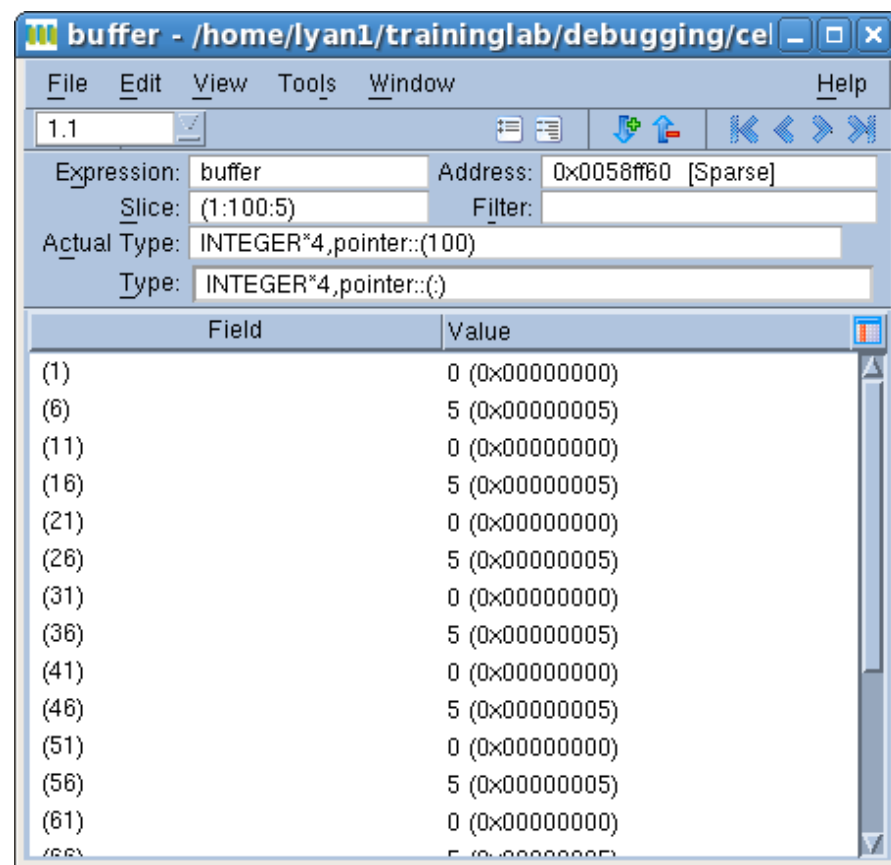 buffer - /home/lyan1/traininglab/debugging/cel
File Edit View Tools Window Help
1.1
Expression: buffer Address: 0x0058ff60 [Sparse]
Slice: (1:100:5) Filter:
Actual Type: INTEGER*4,pointer::(100)
Type: INTEGER*4,pointer::(:)
Field Value
(1) 0 (0x00000000)
(6) 5 (0x00000005)
(11) 0 (0x00000000)
(16) 5 (0x00000005)
(21) 0 (0x00000000)
(26) 5 (0x00000005)
(31) 0 (0x00000000)
(36) 5 (0x00000005)
(41) 0 (0x00000000)
(46) 5 (0x00000005)
(51) 0 (0x00000000)
(56) 5 (0x00000005)
(61) 0 (0x00000000)
(66) 5 (0x00000005)